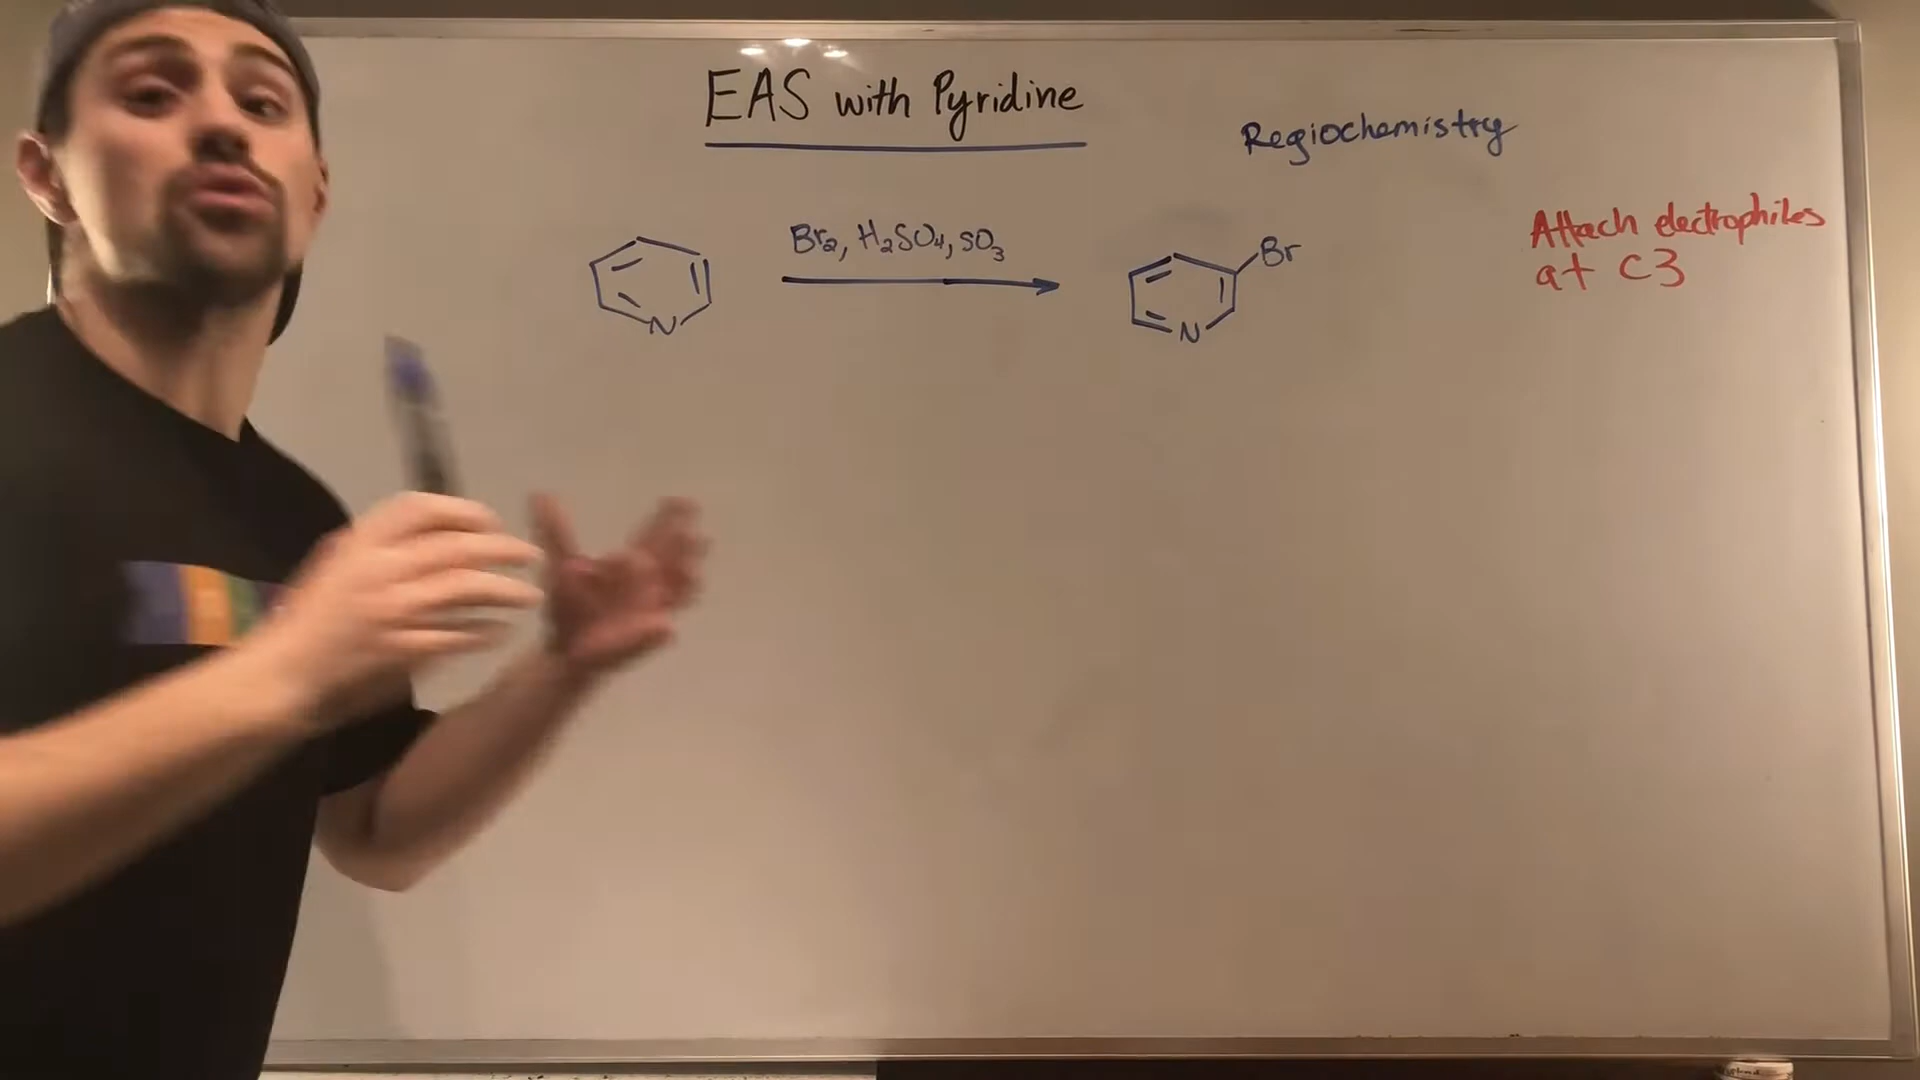 EAS with Pyridine
Regiochemistry
Br₂, H₂SO₄, SO₃
N
Br
N
Attach electrophiles
at C3